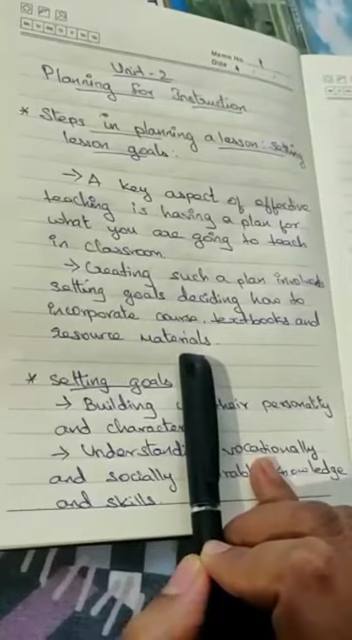 Memo No. 1
Date
Unit-2
Planning for Instruction
* Steps in planning a lesson: setting
lesson goals:
→ A key aspect of effective
teaching is having a plan for
what you are going to teach
in classroom
→ Creating such a plan involves
setting goals deciding how to
incorporate course, textbooks and
resource materials.
* Setting goals
→ Building their personality
and character
→ Understandi vocationally
and socially knowledge
and skills